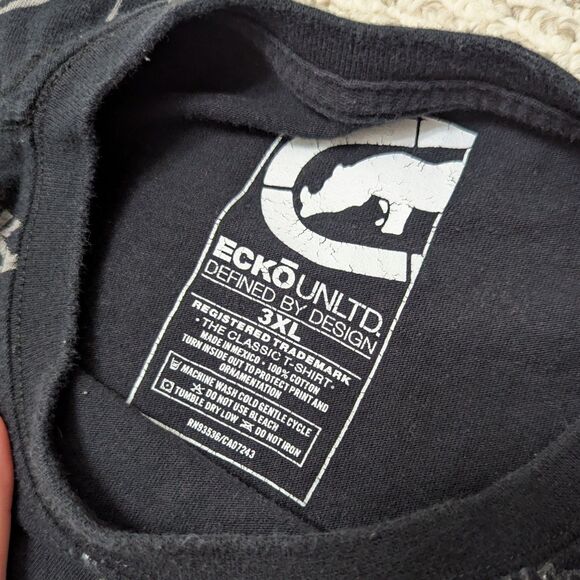 ECKŌ UNLTD.
DEFINED BY DESIGN
3XL
REGISTERED TRADEMARK
• THE CLASSIC T-SHIRT •
MADE IN MEXICO • 100% COTTON
TURN INSIDE OUT TO PROTECT PRINT AND
ORNAMENTATION
MACHINE WASH COLD GENTLE CYCLE
DO NOT USE BLEACH
TUMBLE DRY LOW DO NOT IRON
RN93536/CA07243